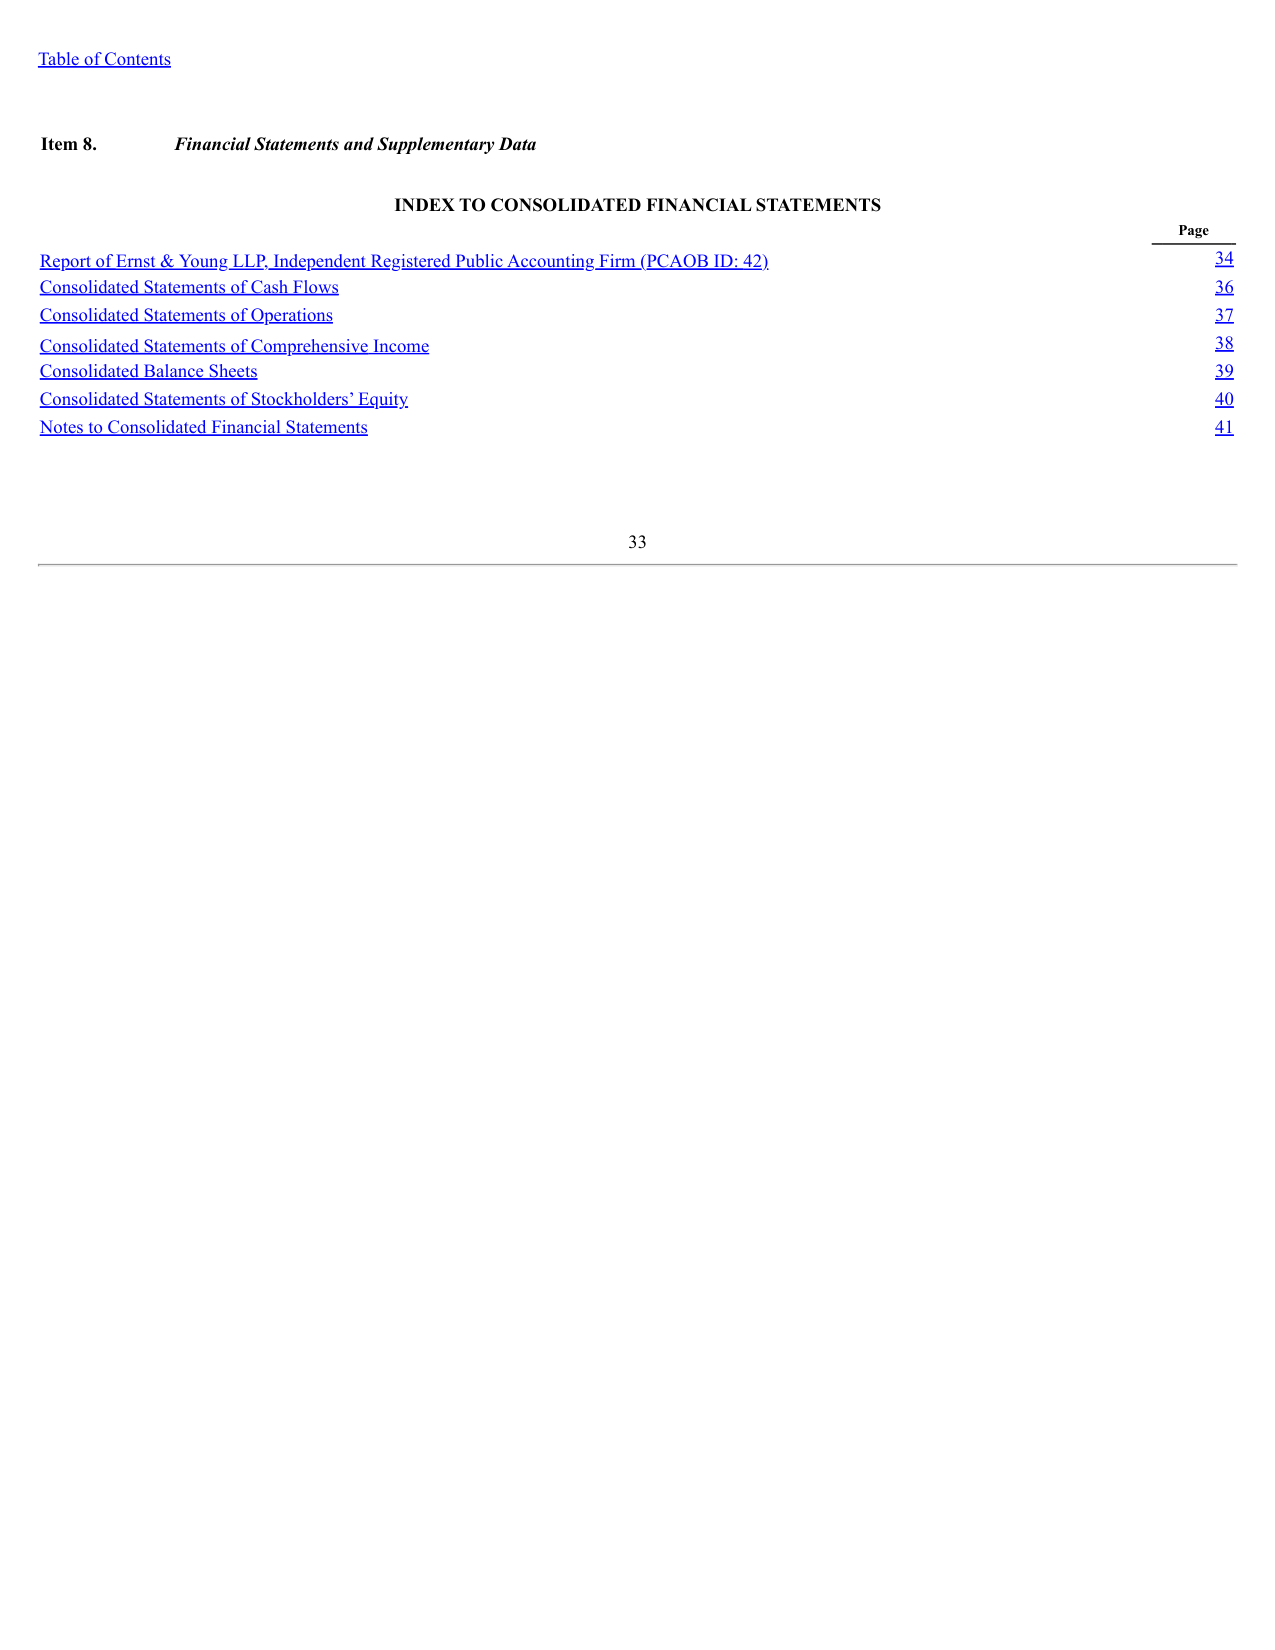 Table of Contents
Item 8. Financial Statements and Supplementary Data
INDEX TO CONSOLIDATED FINANCIAL STATEMENTS
Page
Report of Ernst & Young LLP, Independent Registered Public Accounting Firm (PCAOB ID: 42) 34
Consolidated Statements of Cash Flows 36
Consolidated Statements of Operations 37
Consolidated Statements of Comprehensive Income 38
Consolidated Balance Sheets 39
Consolidated Statements of Stockholders’ Equity 40
Notes to Consolidated Financial Statements 41
33